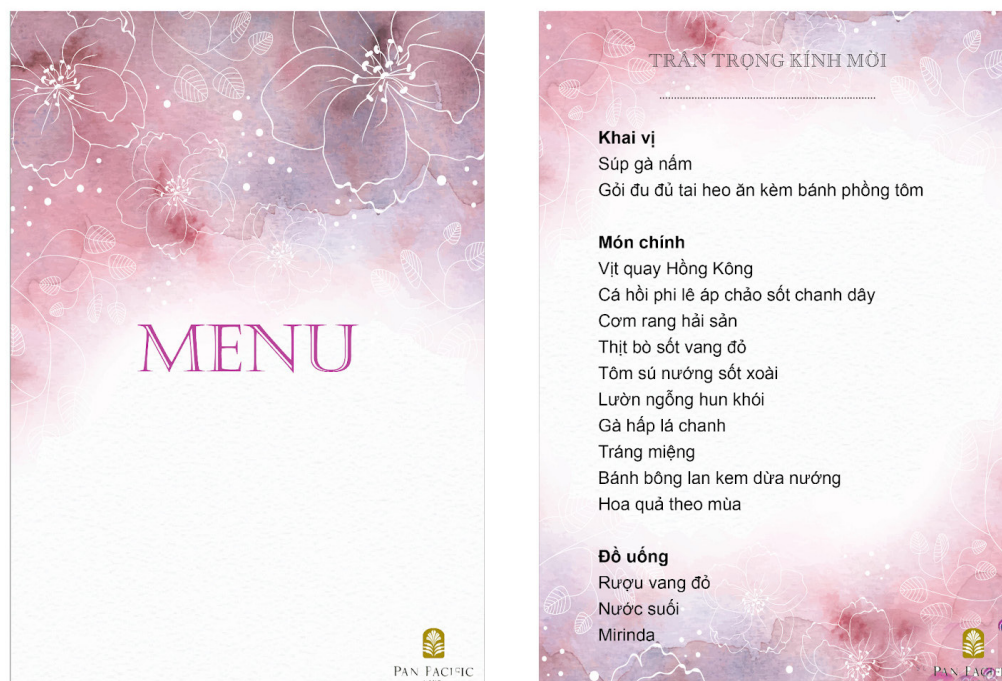 MENU
PAN PACIFIC
TRÂN TRỌNG KÍNH MỜI
Khai vị
Súp gà nấm
Gỏi đu đủ tai heo ăn kèm bánh phồng tôm
Món chính
Vịt quay Hồng Kông
Cá hồi phi lê áp chảo sốt chanh dây
Cơm rang hải sản
Thịt bò sốt vang đỏ
Tôm sú nướng sốt xoài
Lườn ngỗng hun khói
Gà hấp lá chanh
Tráng miệng
Bánh bông lan kem dừa nướng
Hoa quả theo mùa
Đồ uống
Rượu vang đỏ
Nước suối
Mirinda
PAN